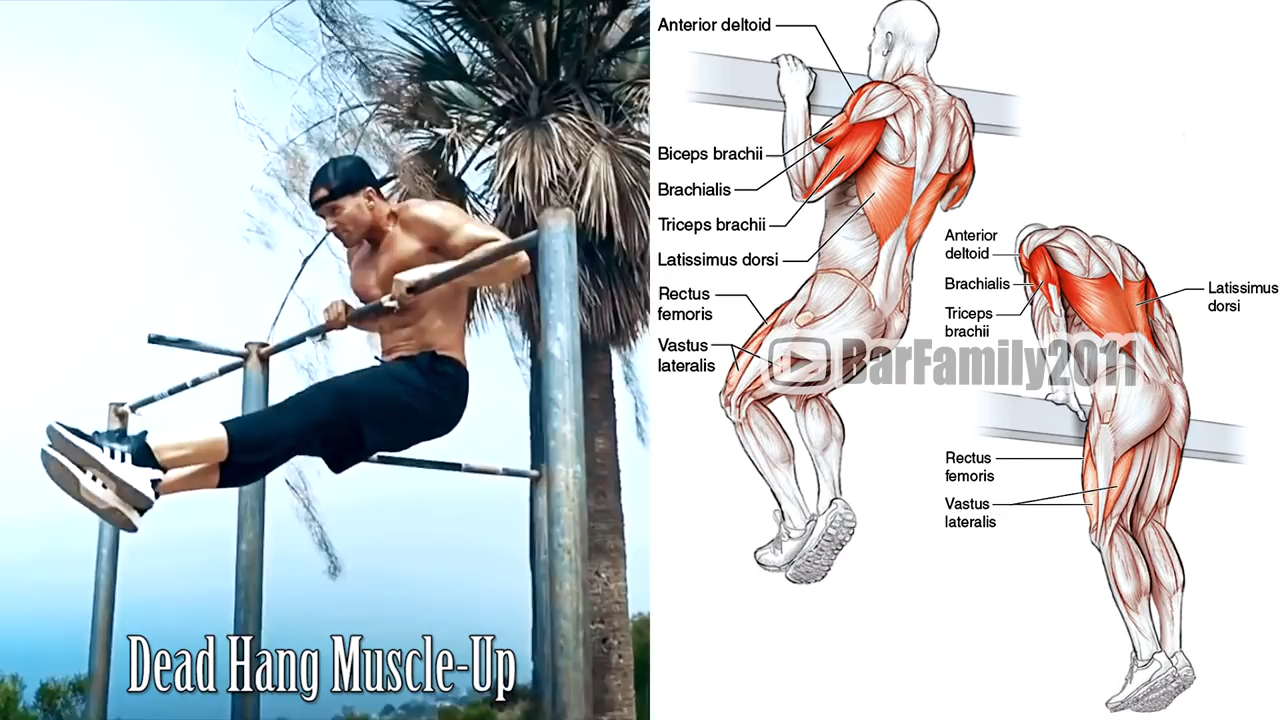 Anterior deltoid
Biceps brachii
Brachialis
Triceps brachii
Latissimus dorsi
Rectus
femoris
Vastus
lateralis
Anterior
deltoid
Brachialis
Triceps
brachii
Latissimus
dorsi
Rectus
femoris
Vastus
lateralis
BarFamily2011
Dead Hang Muscle-Up